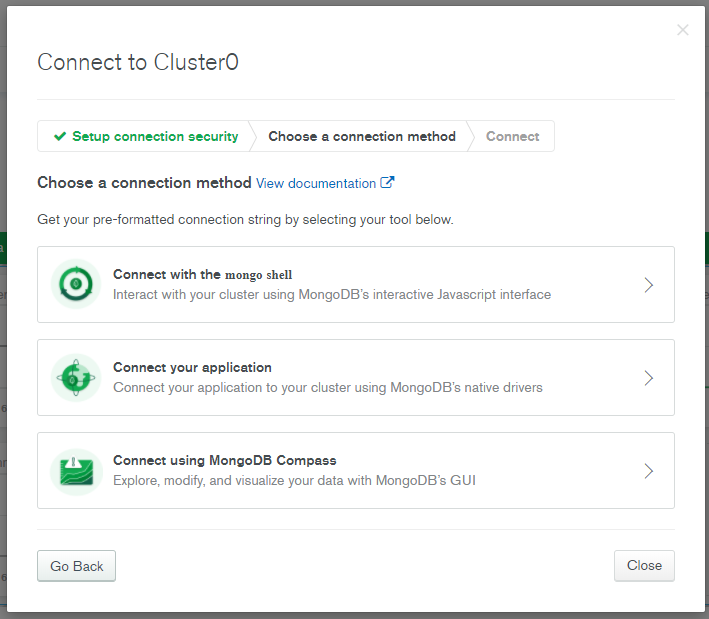 Connect to Cluster0
Setup connection security
Choose a connection method
Connect
Choose a connection method View documentation
Get your pre-formatted connection string by selecting your tool below.
Connect with the mongo shell
Interact with your cluster using MongoDB's interactive Javascript interface
Connect your application
Connect your application to your cluster using MongoDB's native drivers
Connect using MongoDB Compass
Explore, modify, and visualize your data with MongoDB's GUI
Go Back
Close